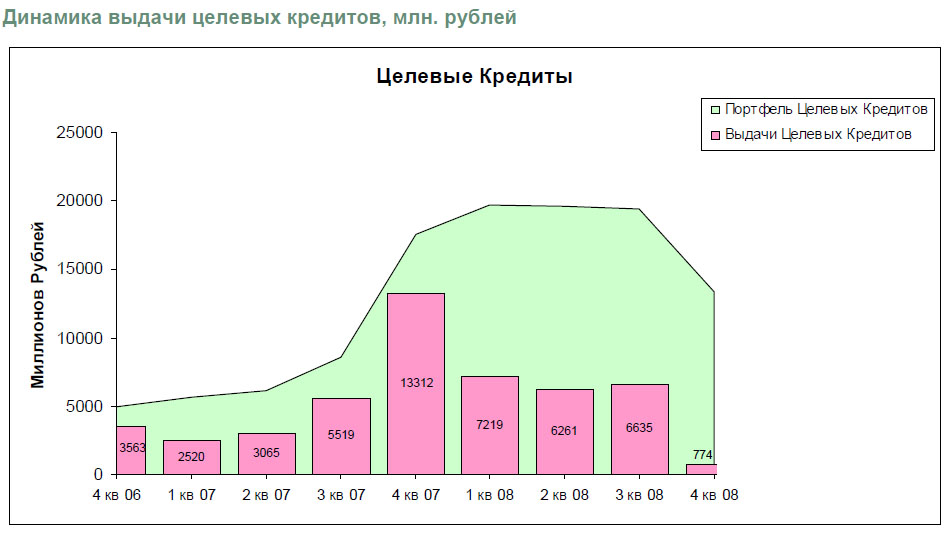 Динамика выдачи целевых кредитов, млн. рублей
Целевые Кредиты
Портфель Целевых Кредитов
Выдачи Целевых Кредитов
Миллионов Рублей
25000
20000
15000
10000
5000
0
3563
2520
3065
5519
13312
7219
6261
6635
774
4 кв 06
1 кв 07
2 кв 07
3 кв 07
4 кв 07
1 кв 08
2 кв 08
3 кв 08
4 кв 08